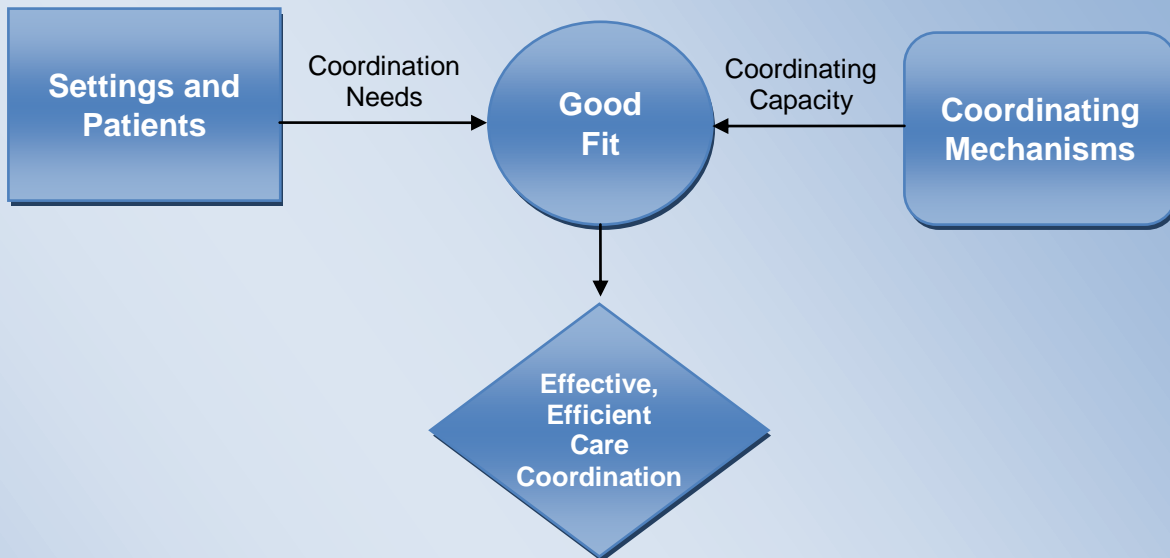 Settings and
Patients
Coordination
Needs
Good
Fit
Coordinating
Capacity
Coordinating
Mechanisms
Effective,
Efficient
Care
Coordination